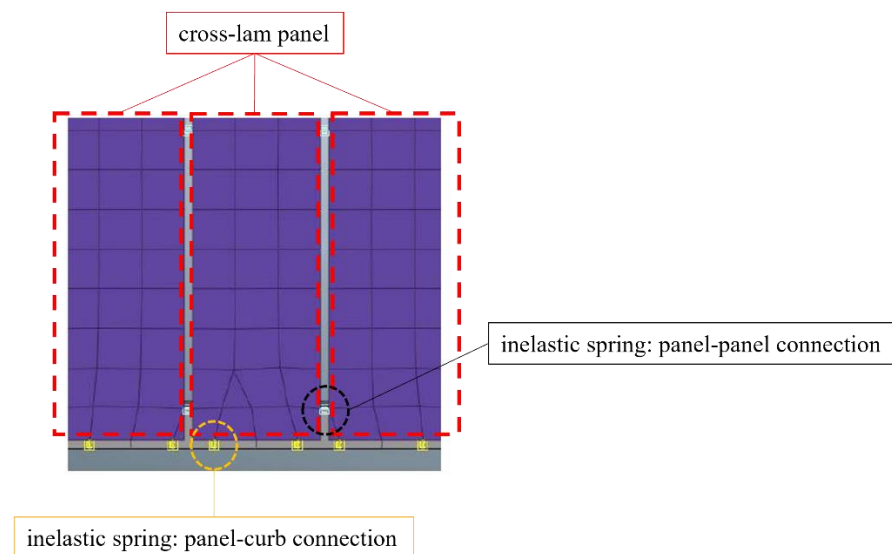 cross-lam panel
inelastic spring: panel-panel connection
inelastic spring: panel-curb connection